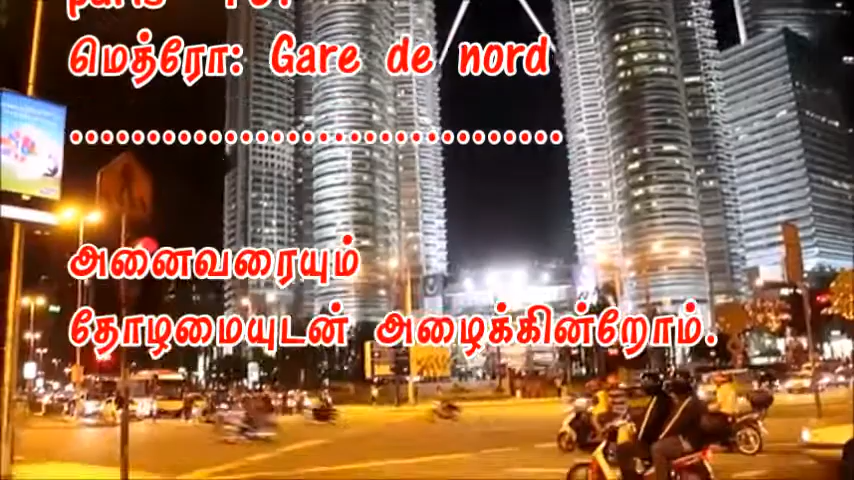 மெத்ரோ: Gare de nord
அனைவரையும்
தோழமையுடன் அழைக்கின்றோம்.